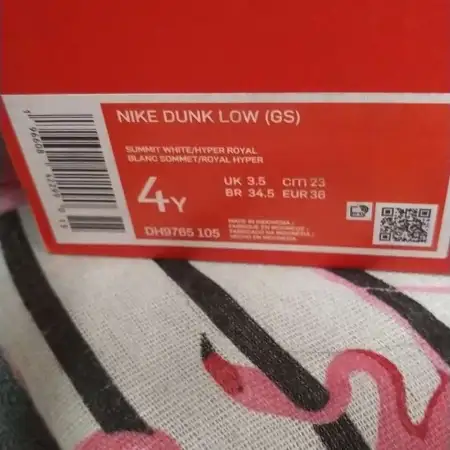 NIKE DUNK LOW (GS)
SUMMIT WHITE/HYPER ROYAL
BLANC SOMMET/ROYAL HYPER
4Y
UK 3.5 cm 23
BR 34.5 EUR 36
DH9765 105
MADE IN INDONESIA /
FABRIQUÉ EN INDONÉSIE /
FABRICADO NA INDONÉSIA /
HECHO EN INDONESIA